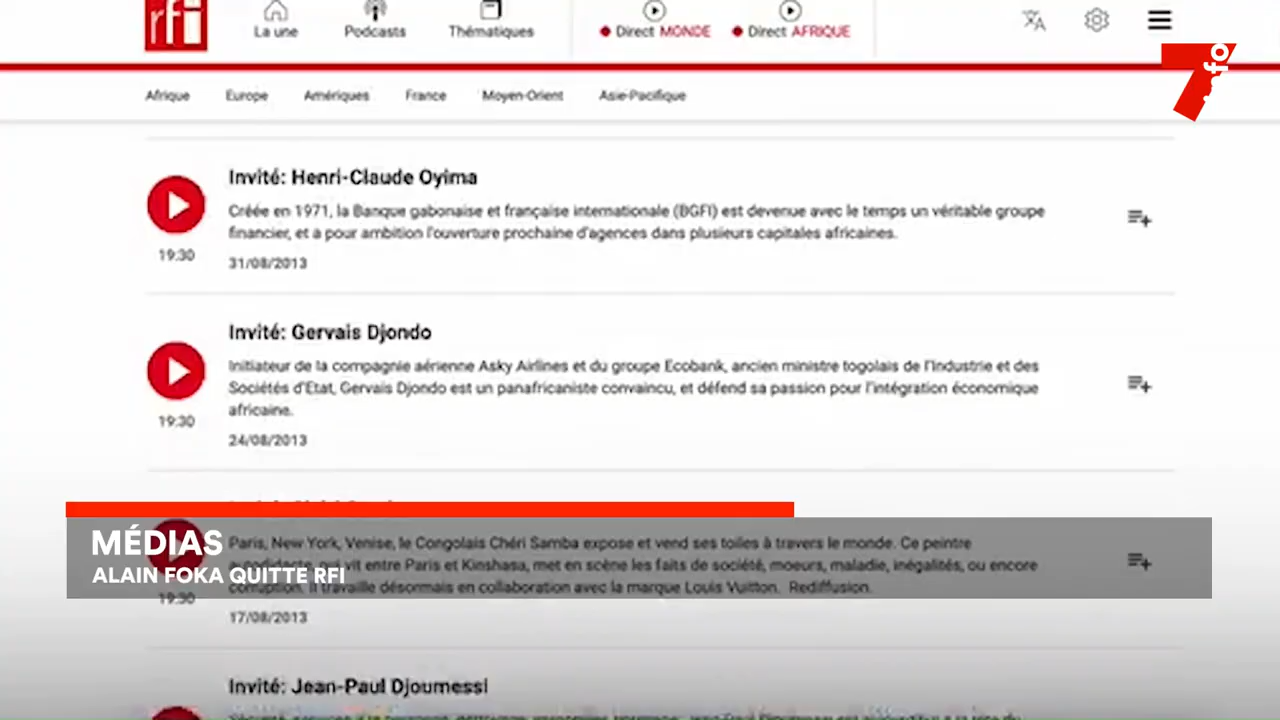 rfi
La une
Podcasts
Thématiques
Direct MONDE
Direct AFRIQUE
7
fo
Afrique
Europe
Amériques
France
Moyen-Orient
Asie-Pacifique
Invité: Henri-Claude Oyima
Créée en 1971, la Banque gabonaise et française internationale (BGFI) est devenue avec le temps un véritable groupe
financier, et a pour ambition l'ouverture prochaine d'agences dans plusieurs capitales africaines.
19:30
31/08/2013
Invité: Gervais Djondo
Initiateur de la compagnie aérienne Asky Airlines et du groupe Ecobank, ancien ministre togolais de l'Industrie et des
Sociétés d'Etat, Gervais Djondo est un panafricaniste convaincu, et défend sa passion pour l'intégration économique
africaine.
19:30
24/08/2013
MÉDIAS
ALAIN FOKA QUITTE RFI
Paris, New York, Venise, le Congolais Chéri Samba expose et vend ses toiles à travers le monde. Ce peintre
vit entre Paris et Kinshasa, met en scène les faits de société, moeurs, maladie, inégalités, ou encore
corruption. Il travaille désormais en collaboration avec la marque Louis Vuitton. Rediffusion.
19:30
17/08/2013
Invité: Jean-Paul Djoumessi